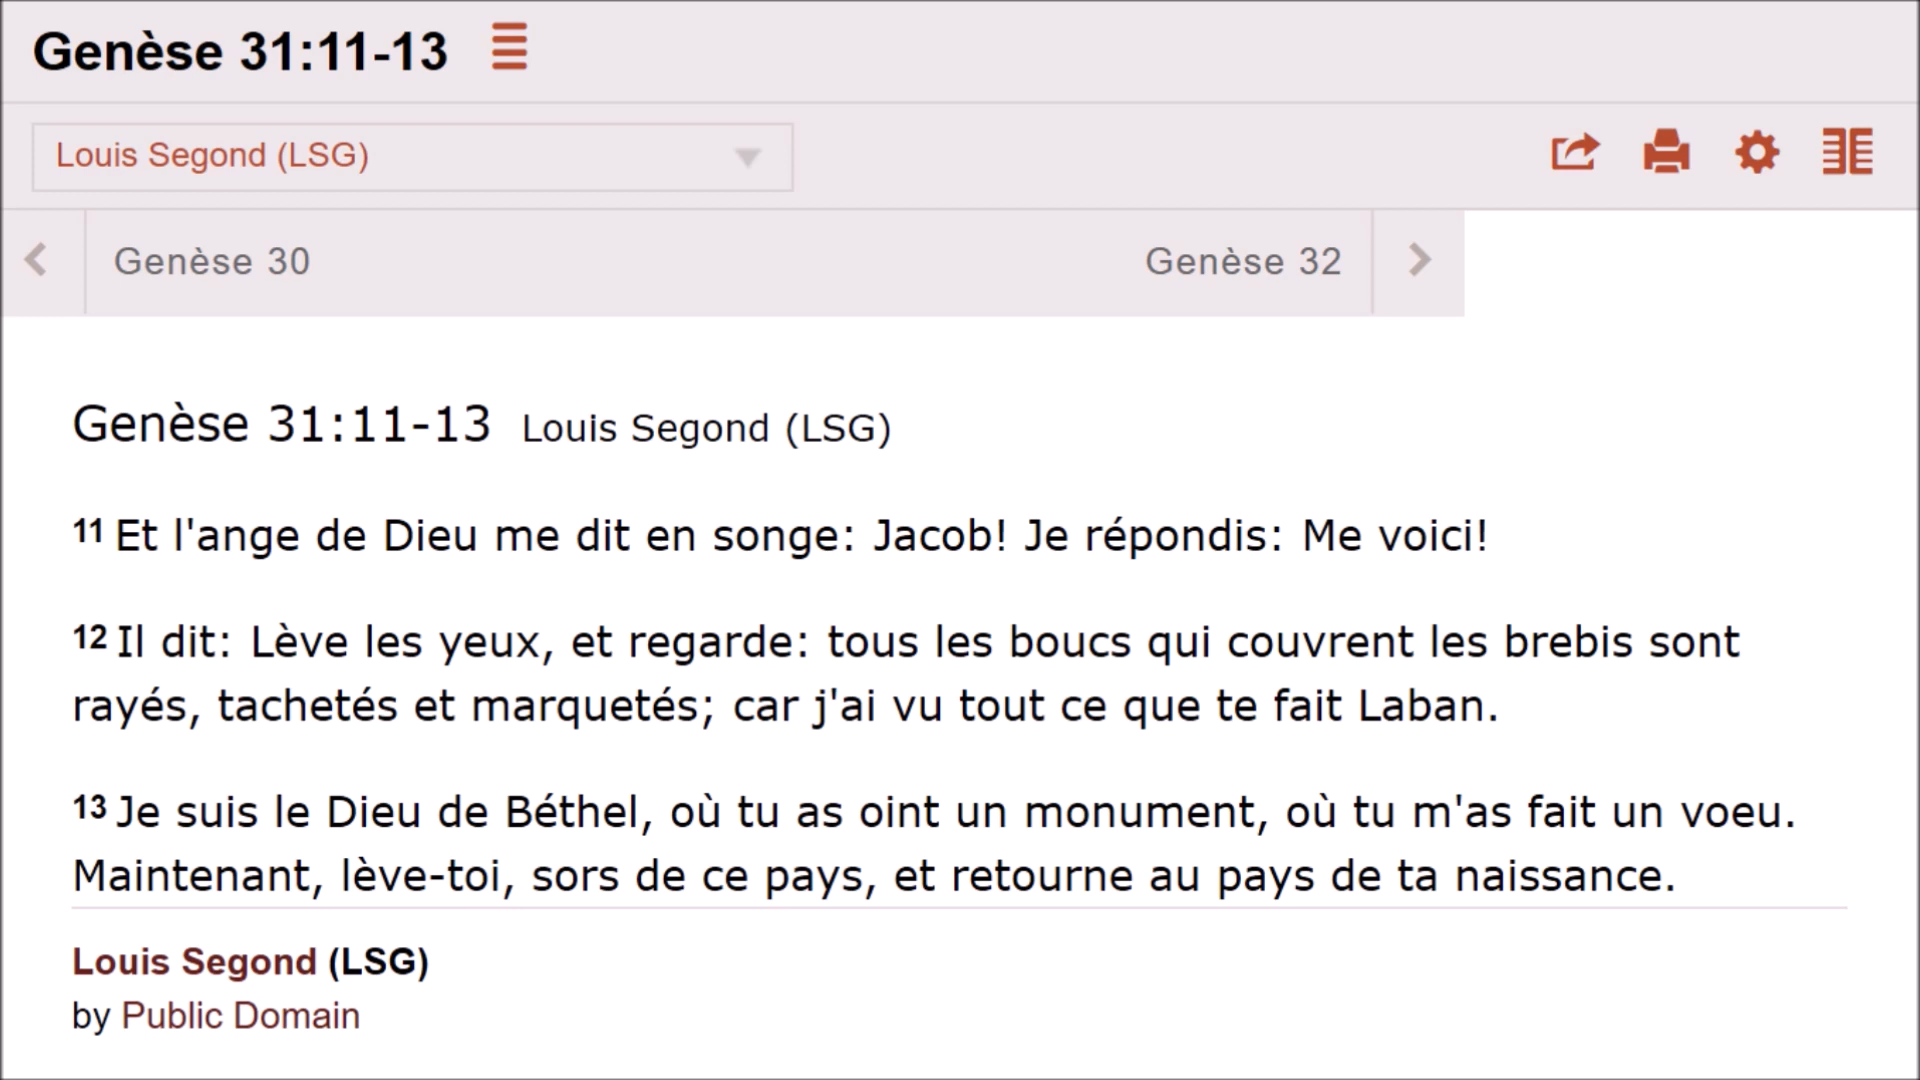 Genèse 31:11-13
Louis Segond (LSG)
Genèse 30
Genèse 32
Genèse 31:11-13 Louis Segond (LSG)
11 Et l'ange de Dieu me dit en songe: Jacob! Je répondis: Me voici!
12 Il dit: Lève les yeux, et regarde: tous les boucs qui couvrent les brebis sont
rayés, tachetés et marquetés; car j'ai vu tout ce que te fait Laban.
13 Je suis le Dieu de Béthel, où tu as oint un monument, où tu m'as fait un voeu.
Maintenant, lève-toi, sors de ce pays, et retourne au pays de ta naissance.
Louis Segond (LSG)
by Public Domain